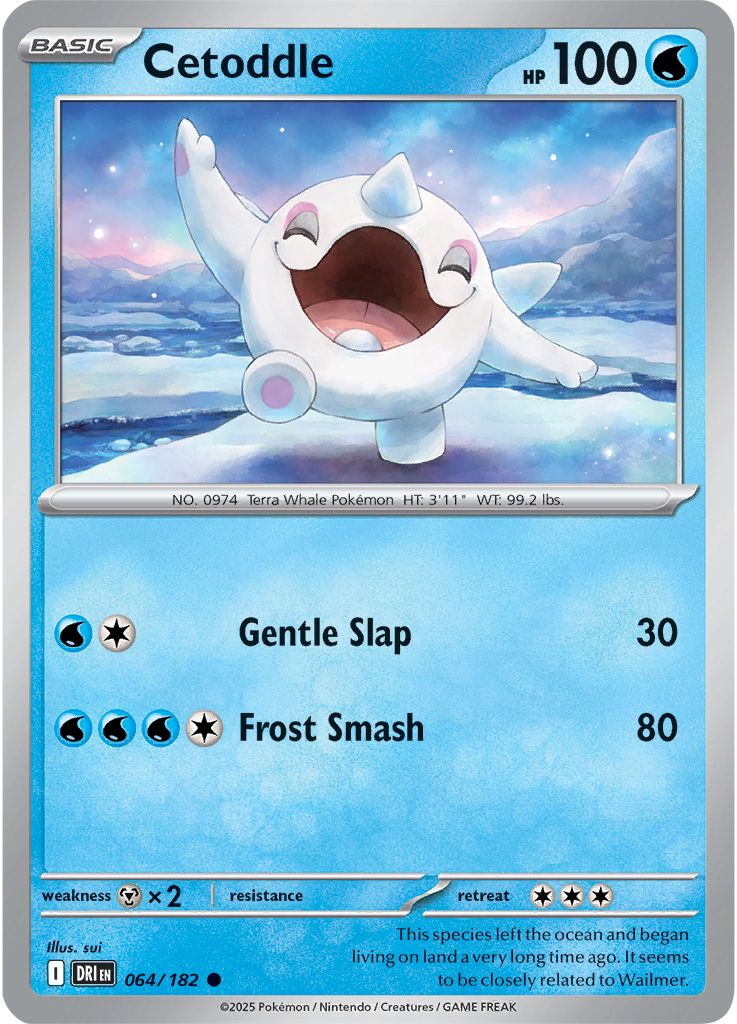 BASIC
Cetoddle
HP 100
NO. 0974 Terra Whale Pokémon HT: 3'11" WT: 99.2 lbs.
Gentle Slap 30
Frost Smash 80
weakness ×2 resistance retreat
Illus. sui
This species left the ocean and began
living on land a very long time ago. It seems
to be closely related to Wailmer.
I DRI EN 064/182
©2025 Pokémon / Nintendo / Creatures / GAME FREAK